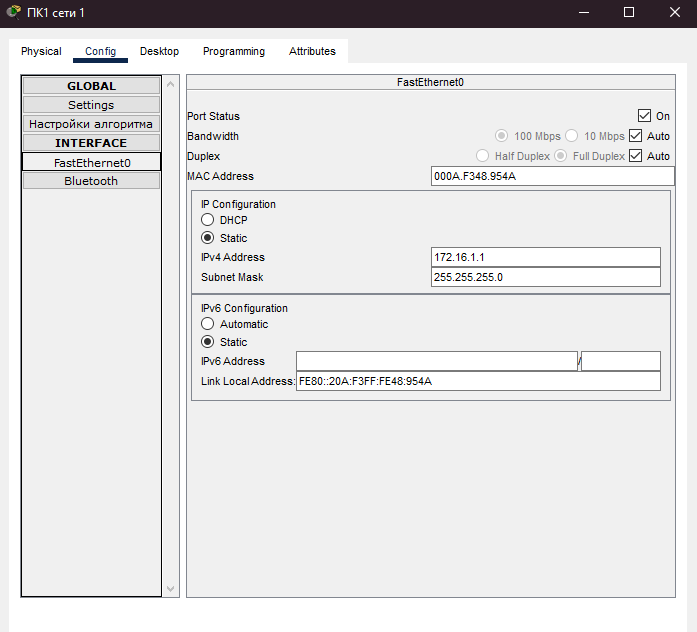 ПК1 сети 1
Physical Config Desktop Programming Attributes
GLOBAL
Settings
Настройки алгоритма
INTERFACE
FastEthernet0
Bluetooth
FastEthernet0
Port Status On
Bandwidth 100 Mbps 10 Mbps Auto
Duplex Half Duplex Full Duplex Auto
MAC Address 000A.F348.954A
IP Configuration
DHCP
Static
IPv4 Address 172.16.1.1
Subnet Mask 255.255.255.0
IPv6 Configuration
Automatic
Static
IPv6 Address /
Link Local Address: FE80::20A:F3FF:FE48:954A